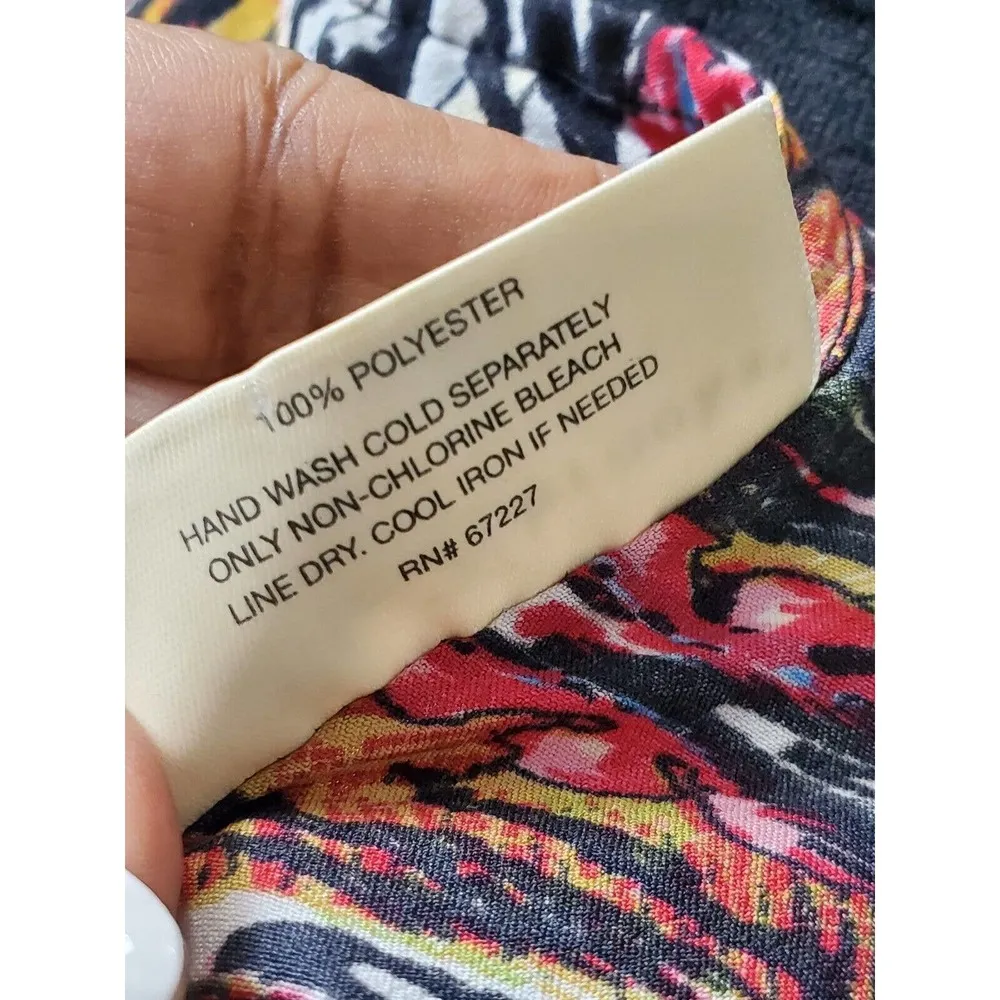 100% POLYESTER
HAND WASH COLD SEPARATELY
ONLY NON-CHLORINE BLEACH
LINE DRY. COOL IRON IF NEEDED
RN# 67227